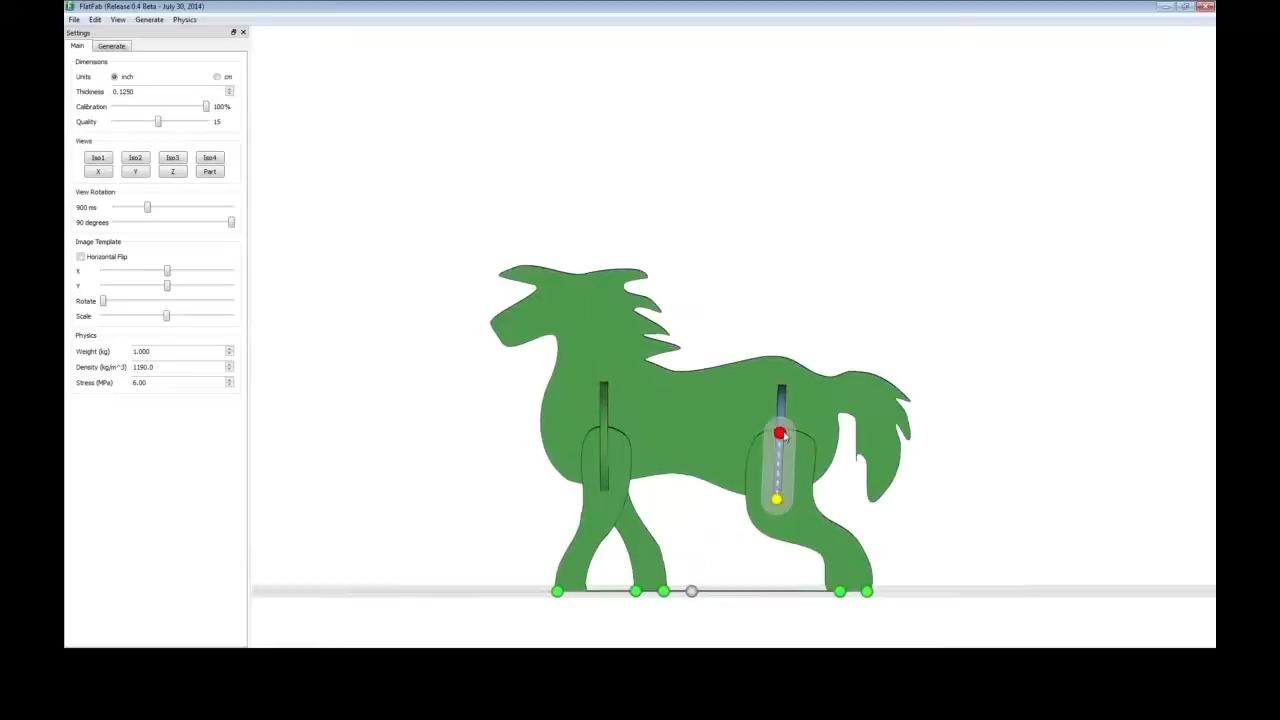 FlatFab (Release 0.4 Beta - July 30, 2014)
File Edit View Generate Physics
Settings
Main Generate
Dimensions
Units inch cm
Thickness 0.1250
Calibration 100%
Quality 15
Views
Iso1 Iso2 Iso3 Iso4
X Y Z Part
View Rotation
900 ms
90 degrees
Image Template
Horizontal Flip
X
Y
Rotate
Scale
Physics
Weight (kg) 1.000
Density (kg/m^3) 1190.0
Stress (MPa) 6.00